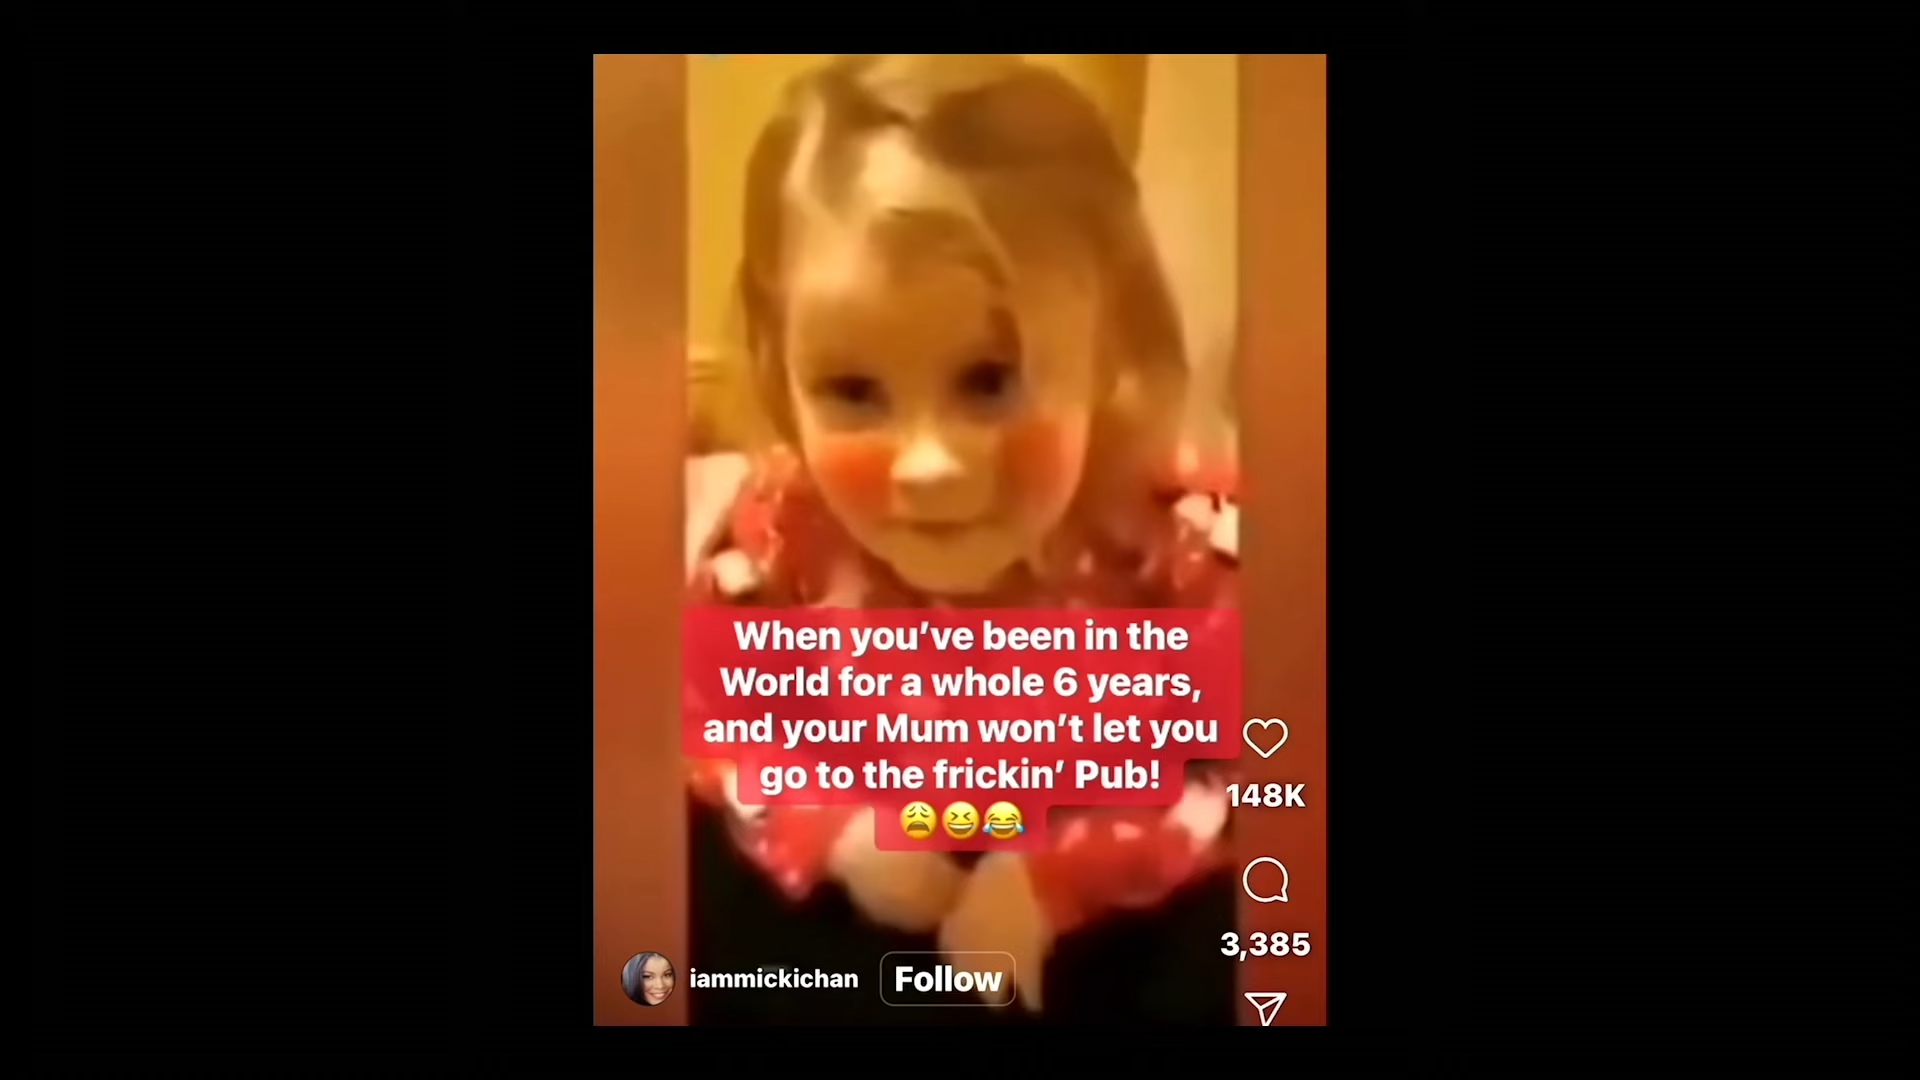 When you’ve been in the
World for a whole 6 years,
and your Mum won’t let you
go to the frickin’ Pub!
😩😆😂
148K
3,385
iammickichan
Follow